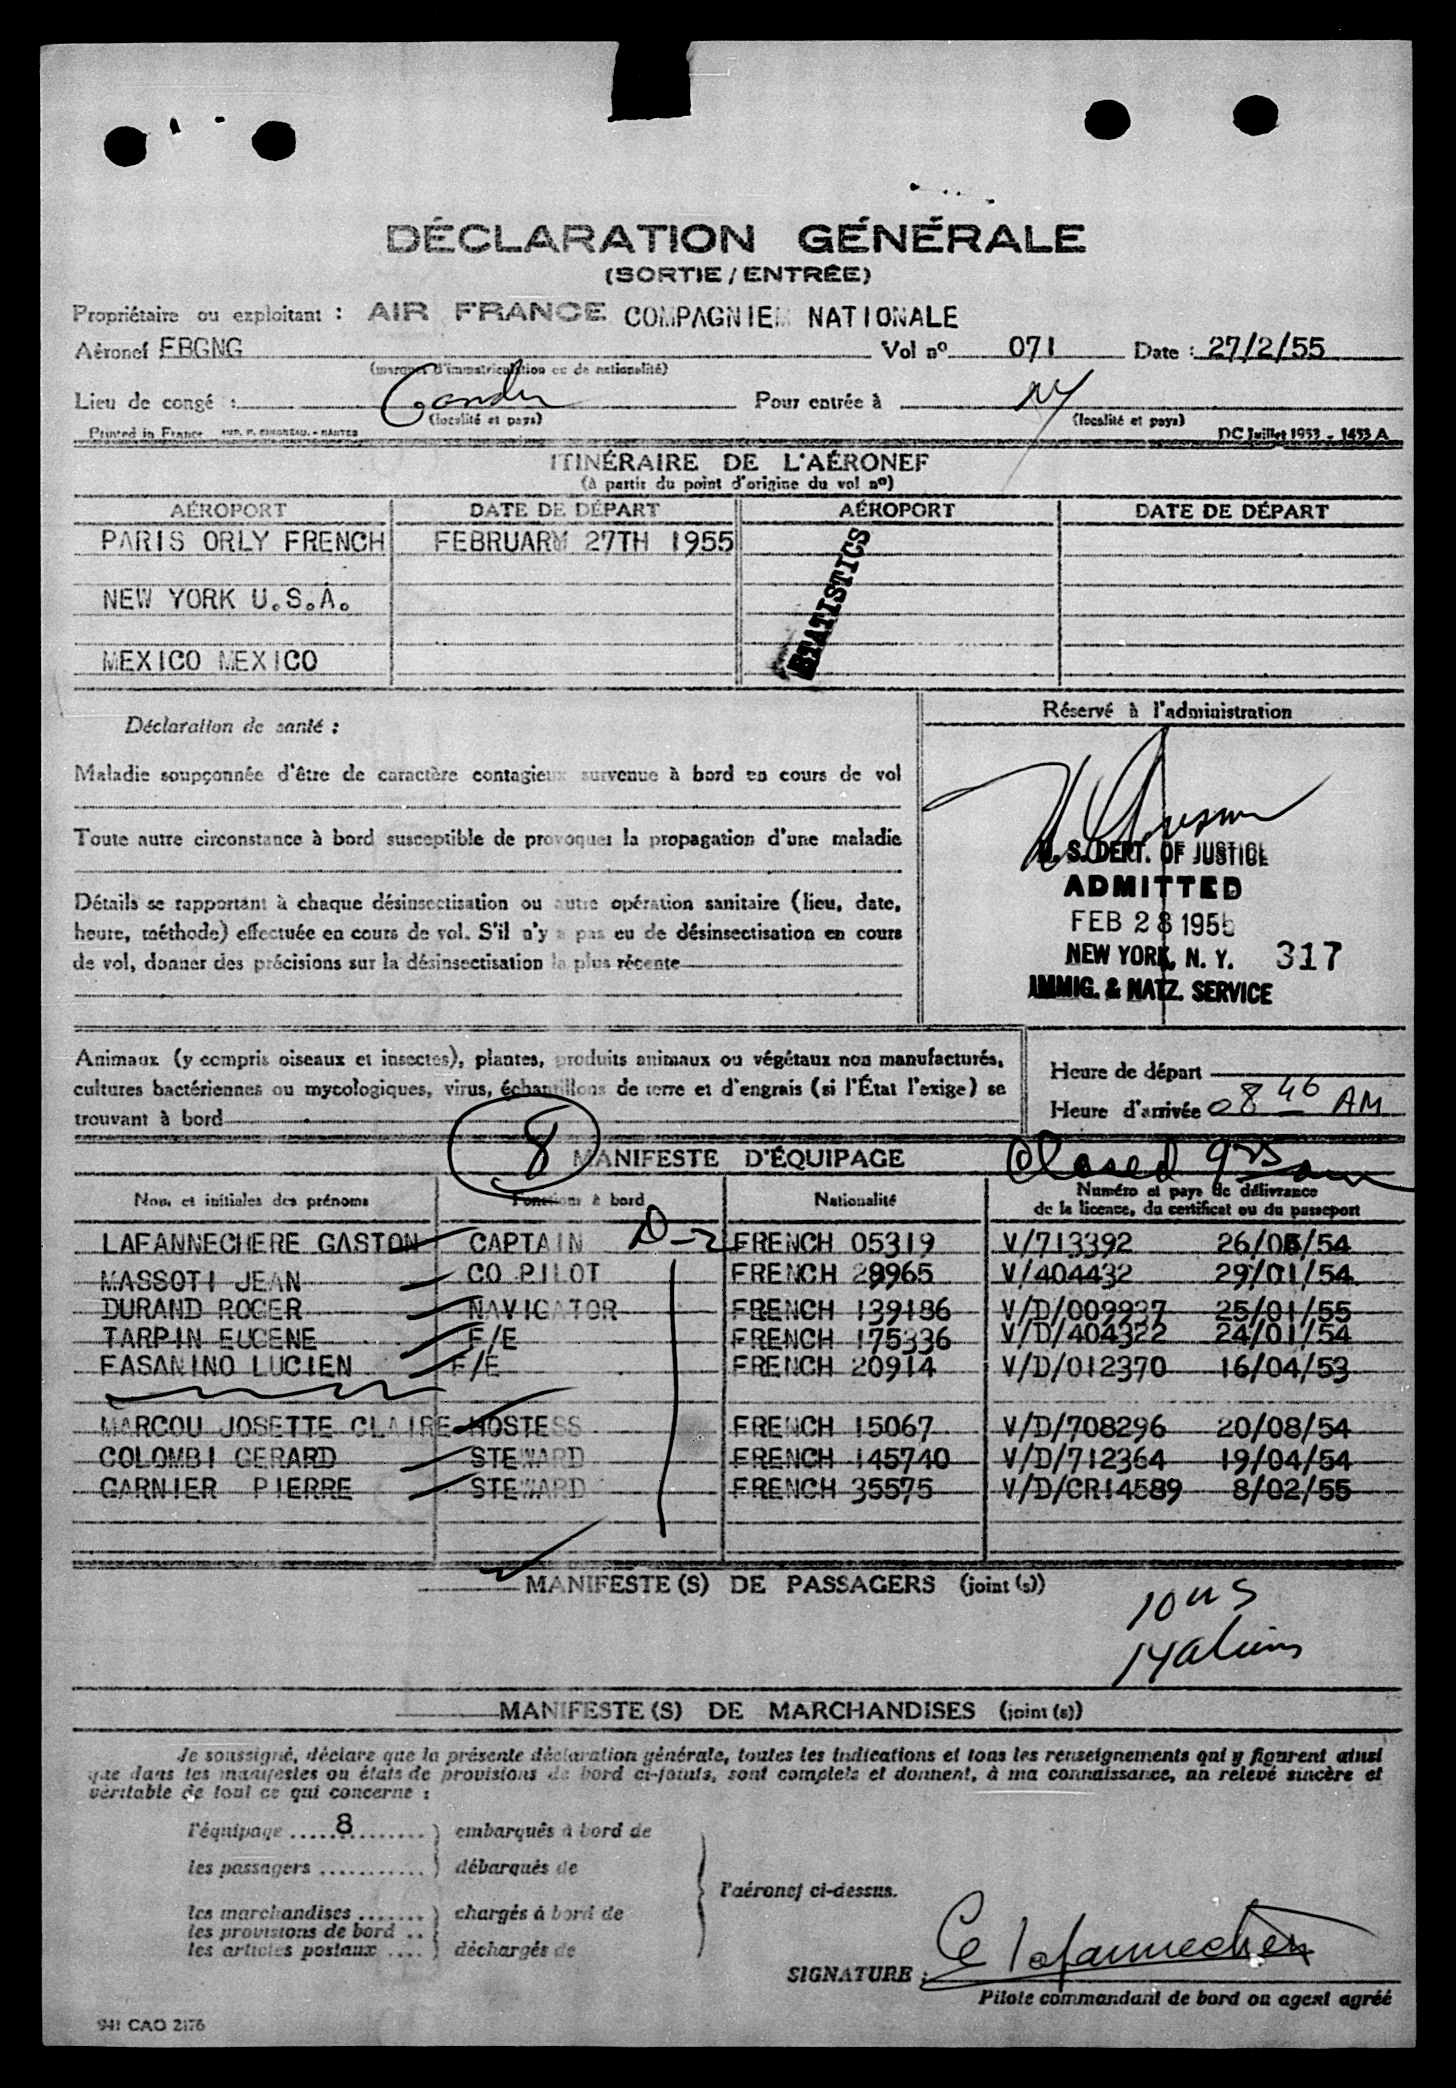 DÉCLARATION GÉNÉRALE
(SORTIE / ENTRÉE)
Propriétaire ou exploitant : AIR FRANCE COMPAGNIE NATIONALE
Aéronef FBGNG Vol nº 071 Date : 27/2/55
(marques d'immatriculation et de nationalité)
Lieu de congé : Gander Pour entrée à NY
(localité et pays) (localité et pays)
Printed in France DC Juillet 1953 - 1453 A
ITINÉRAIRE DE L'AÉRONEF
(à partir du point d'origine du vol nº)
AÉROPORT DATE DE DÉPART AÉROPORT DATE DE DÉPART
PARIS ORLY FRENCH FEBRUARY 27TH 1955
STATISTICS
NEW YORK U.S.A.
MEXICO MEXICO
Déclaration de santé :
Réservé à l'administration
Maladie soupçonnée d'être de caractère contagieux survenue à bord en cours de vol
Toute autre circonstance à bord susceptible de provoquer la propagation d'une maladie
U. S. DEPT. OF JUSTICE
ADMITTED
FEB 28 1955
NEW YORK, N. Y. 317
IMMIG. & NATZ. SERVICE
Détails se rapportant à chaque désinsectisation ou autre opération sanitaire (lieu, date,
heure, méthode) effectuée en cours de vol. S'il n'y a pas eu de désinsectisation en cours
de vol, donner des précisions sur la désinsectisation la plus récente
Animaux (y compris oiseaux et insectes), plantes, produits animaux ou végétaux non manufacturés,
cultures bactériennes ou mycologiques, virus, échantillons de terre et d'engrais (si l'État l'exige) se
trouvant à bord
Heure de départ
Heure d'arrivée 08 46 AM
8 MANIFESTE D'ÉQUIPAGE Closed
Nom et initiales des prénoms Fonctions à bord Nationalité Numéro et pays de délivrance
de la licence, du certificat ou du passeport
LAFANNECHERE GASTON CAPTAIN D-2 FRENCH 05319 V/713392 26/05/54
MASSOTI JEAN CO PILOT FRENCH 28965 V/404432 29/01/54
DURAND ROGER NAVIGATOR FRENCH 139186 V/D/009937 25/01/55
TARPIN EUGENE F/E FRENCH 175336 V/D/404322 24/01/54
FASANINO LUCIEN F/E FRENCH 20914 V/D/012370 16/04/53
MARCOU JOSETTE CLAIRE HOSTESS FRENCH 15067 V/D/708296 20/08/54
COLOMBI GERARD STEWARD FRENCH 145740 V/D/712364 19/04/54
GARNIER PIERRE STEWARD FRENCH 35575 V/D/CR14589 8/02/55
MANIFESTE(S) DE PASSAGERS (joint(s))
10 US
14 aliens
MANIFESTE(S) DE MARCHANDISES (joint(s))
Je soussigné, déclare que la présente déclaration générale, toutes les indications et tous les renseignements qui y figurent ainsi
que dans les manifestes ou états de provisions de bord ci-joints, sont complets et donnent, à ma connaissance, un relevé sincère et
véritable de tout ce qui concerne :
l'équipage ..... 8 ............ ) embarqués à bord de
les passagers ............ ) débarqués de
l'aéronef ci-dessus.
les marchandises ....... ) chargés à bord de
les provisions de bord ..
les articles postaux .... ) déchargés de
SIGNATURE : G Lafannechere
Pilote commandant de bord ou agent agréé
941 CAO 2176